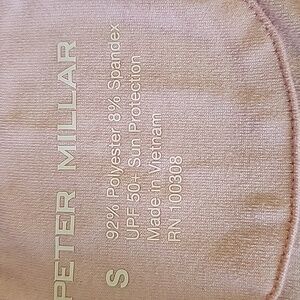 PETER MILLAR
S
92% Polyester 8% Spandex
UPF 50+ Sun Protection
Made in Vietnam
RN 100308